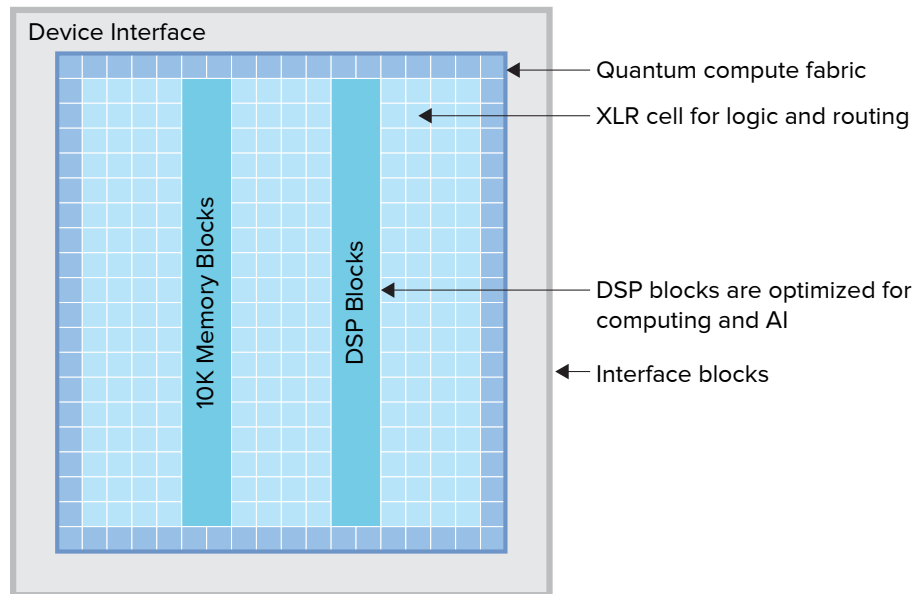 Device Interface
Quantum compute fabric
XLR cell for logic and routing
10K Memory Blocks
DSP Blocks
DSP blocks are optimized for
computing and AI
Interface blocks